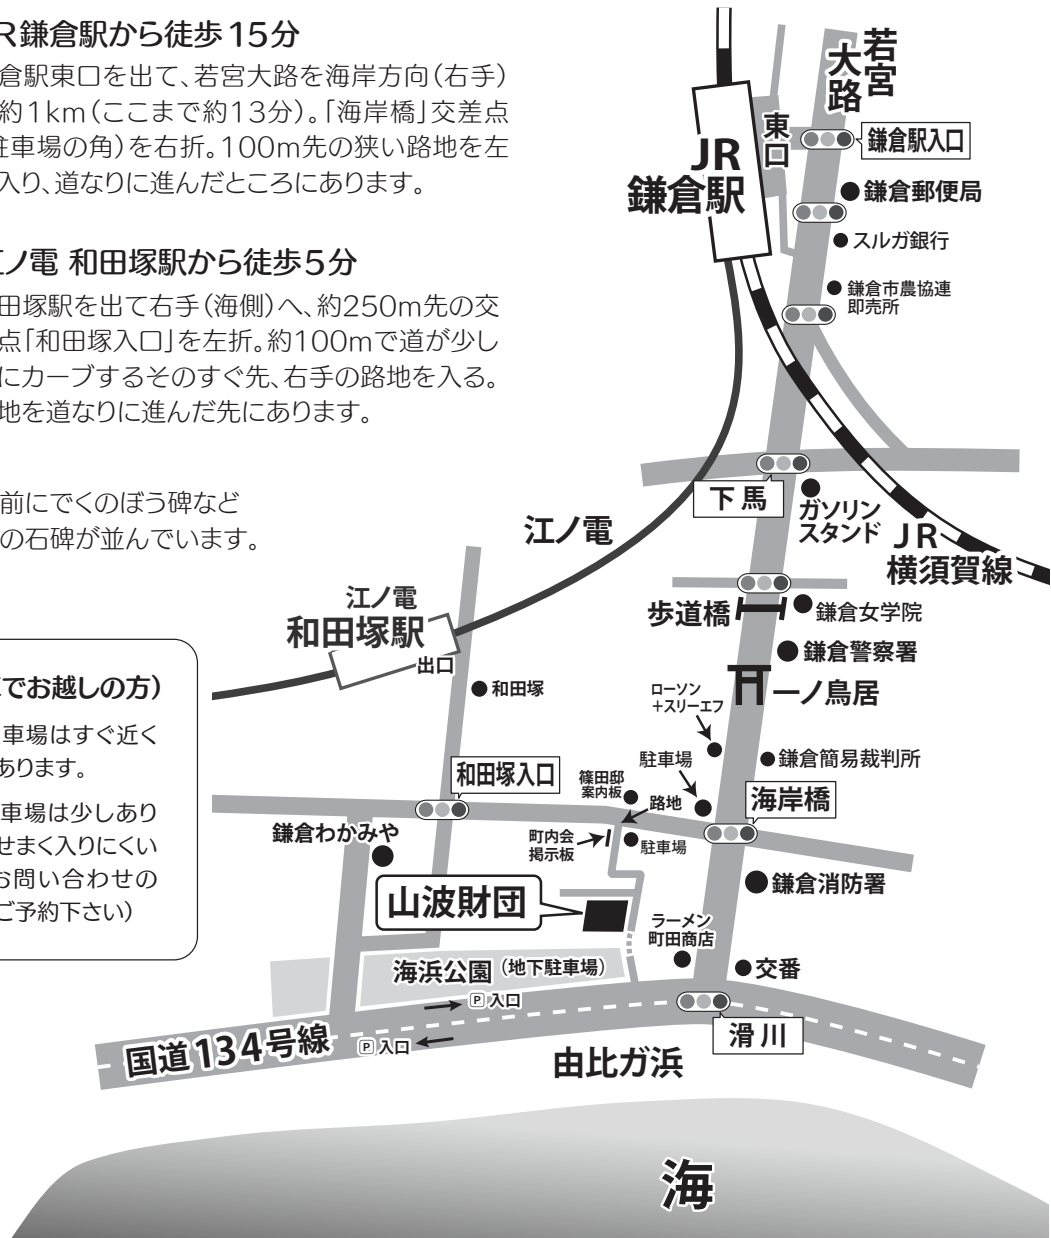 R鎌倉駅から徒歩15分
倉駅東口を出て、若宮大路を海岸方向(右手)
約1km(ここまで約13分)。「海岸橋」交差点
駐車場の角)を右折。100m先の狭い路地を左
入り、道なりに進んだところにあります。
江ノ電 和田塚駅から徒歩5分
田塚駅を出て右手(海側)へ、約250m先の交
点「和田塚入口」を左折。約100mで道が少し
にカーブするそのすぐ先、右手の路地を入る。
地を道なりに進んだ先にあります。
前にでくのぼう碑など
の石碑が並んでいます。
でお越しの方)
車場はすぐ近く
あります。
車場は少しあり
せまく入りにくい
お問い合わせの
ご予約下さい)
若宮
大路
東口
JR
鎌倉駅
鎌倉駅入口
鎌倉郵便局
スルガ銀行
鎌倉市農協連
即売所
下馬
ガソリン
スタンド
JR
横須賀線
江ノ電
江ノ電
和田塚駅
出口
和田塚
歩道橋
鎌倉女学院
鎌倉警察署
一ノ鳥居
ローソン
+スリーエフ
駐車場
鎌倉簡易裁判所
和田塚入口
篠田邸
案内板
路地
海岸橋
鎌倉わかみや
町内会
掲示板
駐車場
鎌倉消防署
山波財団
ラーメン
町田商店
交番
海浜公園(地下駐車場)
P入口
P入口
国道134号線
滑川
由比ガ浜
海